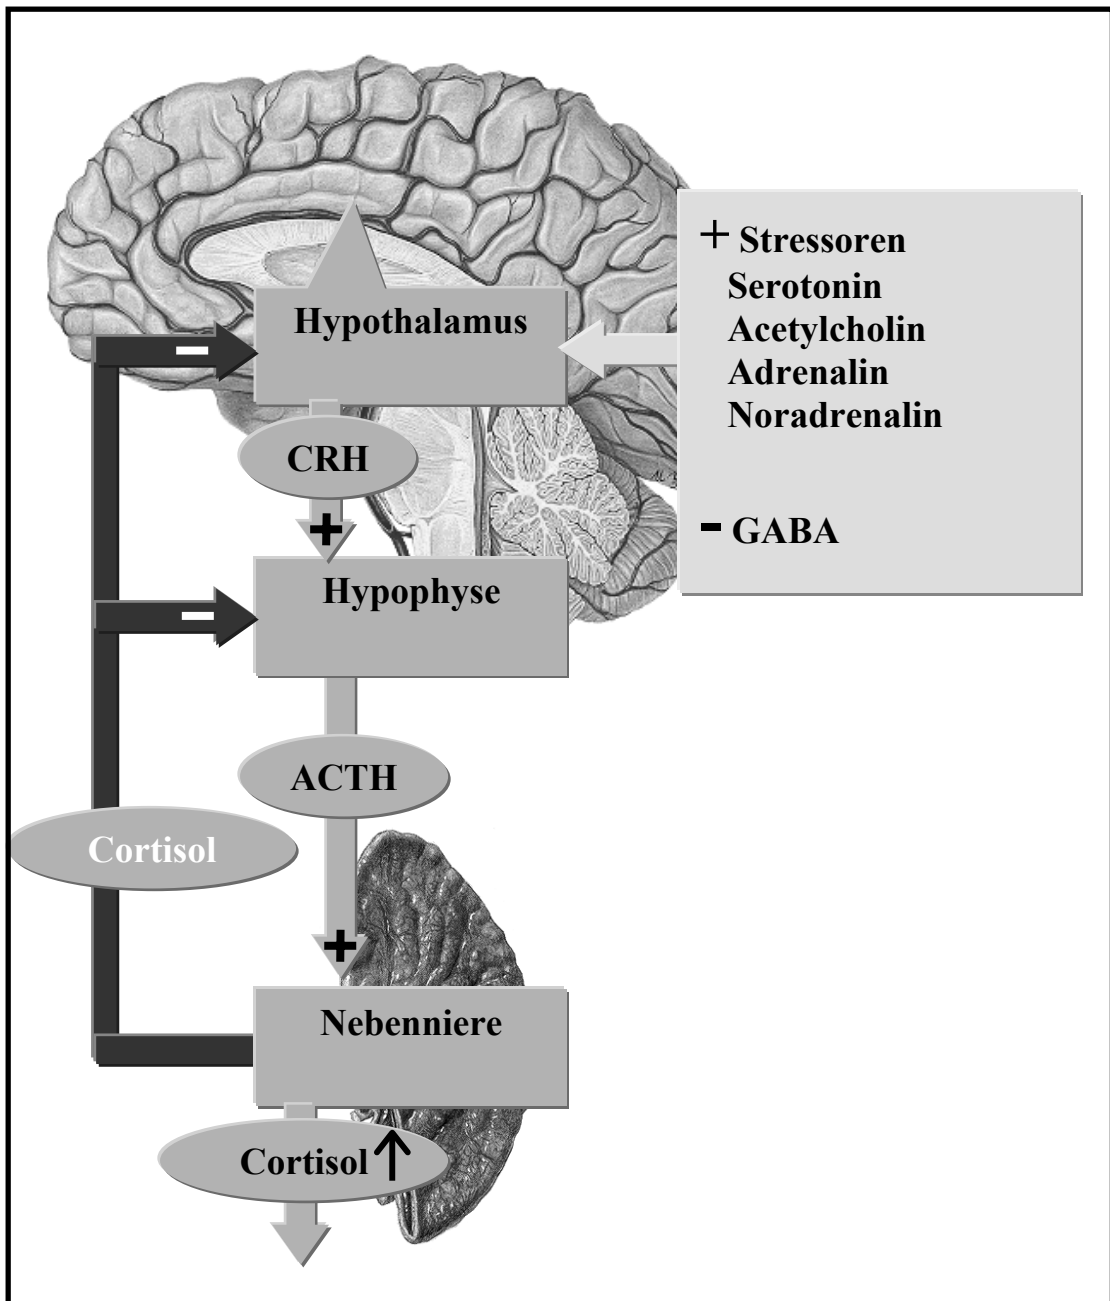 + Stressoren
Serotonin
Acetylcholin
Adrenalin
Noradrenalin
- GABA
Hypothalamus
-
CRH
+
Hypophyse
-
ACTH
Cortisol
+
Nebenniere
Cortisol ↑